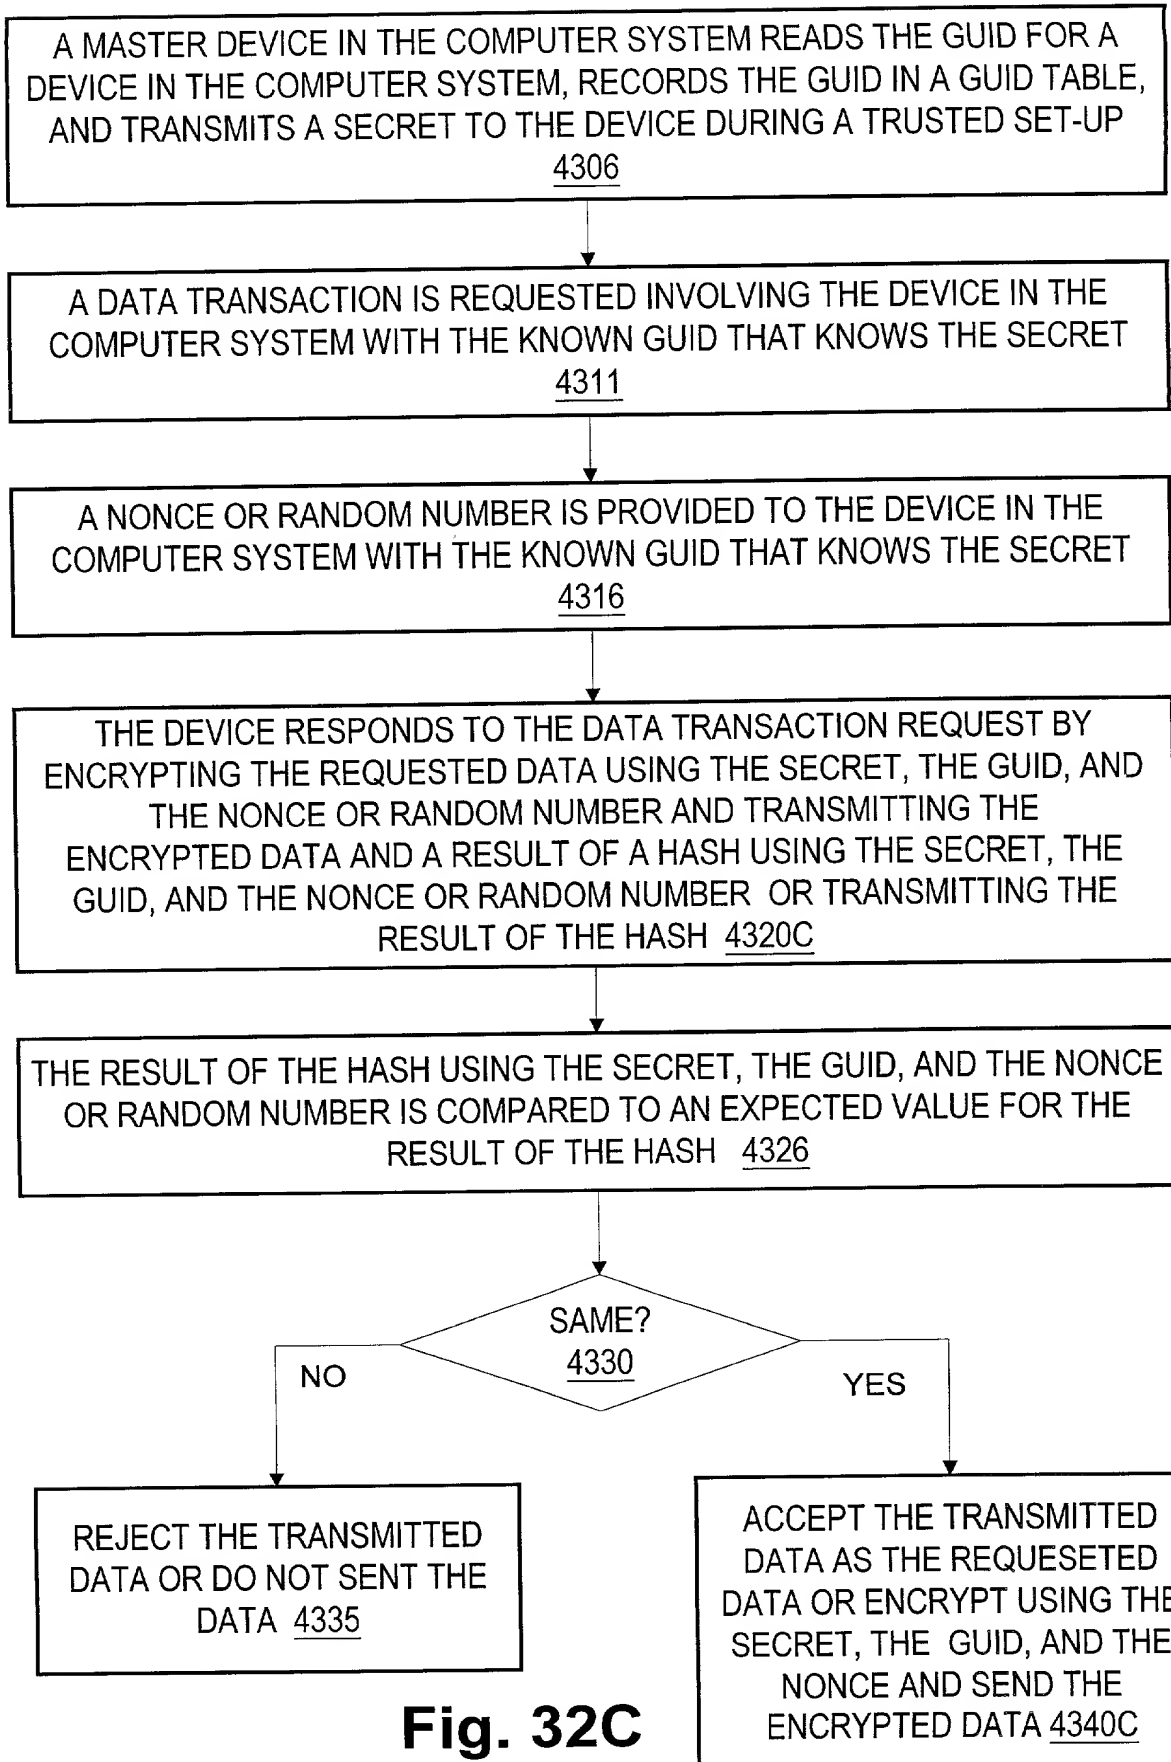 A MASTER DEVICE IN THE COMPUTER SYSTEM READS THE GUID FOR A
DEVICE IN THE COMPUTER SYSTEM, RECORDS THE GUID IN A GUID TABLE,
AND TRANSMITS A SECRET TO THE DEVICE DURING A TRUSTED SET-UP
4306
A DATA TRANSACTION IS REQUESTED INVOLVING THE DEVICE IN THE
COMPUTER SYSTEM WITH THE KNOWN GUID THAT KNOWS THE SECRET
4311
A NONCE OR RANDOM NUMBER IS PROVIDED TO THE DEVICE IN THE
COMPUTER SYSTEM WITH THE KNOWN GUID THAT KNOWS THE SECRET
4316
THE DEVICE RESPONDS TO THE DATA TRANSACTION REQUEST BY
ENCRYPTING THE REQUESTED DATA USING THE SECRET, THE GUID, AND
THE NONCE OR RANDOM NUMBER AND TRANSMITTING THE
ENCRYPTED DATA AND A RESULT OF A HASH USING THE SECRET, THE
GUID, AND THE NONCE OR RANDOM NUMBER OR TRANSMITTING THE
RESULT OF THE HASH 4320C
THE RESULT OF THE HASH USING THE SECRET, THE GUID, AND THE NONCE
OR RANDOM NUMBER IS COMPARED TO AN EXPECTED VALUE FOR THE
RESULT OF THE HASH 4326
SAME?
4330
NO
YES
REJECT THE TRANSMITTED
DATA OR DO NOT SENT THE
DATA 4335
ACCEPT THE TRANSMITTED
DATA AS THE REQUESETED
DATA OR ENCRYPT USING THE
SECRET, THE GUID, AND THE
NONCE AND SEND THE
ENCRYPTED DATA 4340C
Fig. 32C